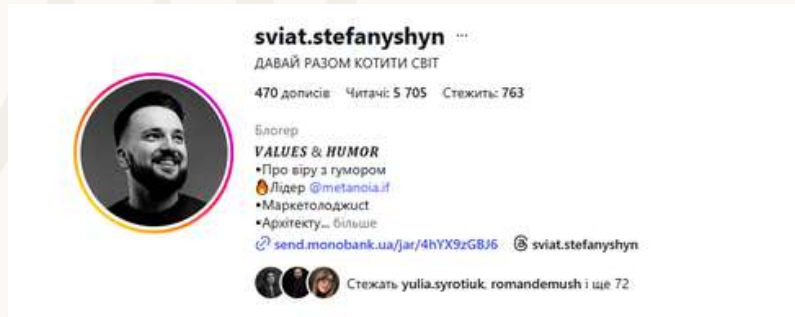 sviat.stefanyshyn ...
ДАВАЙ РАЗОМ КОТИТИ СВІТ
470 дописів Читачі: 5 705 Стежить: 763
Блогер
VALUES & HUMOR
•Про віру з гумором
🔥Лідер @metanoia.if
•Маркетолоджист
•Архітекту... більше
send.monobank.ua/jar/4hYX9zGBJ6 sviat.stefanyshyn
Стежать yulia.syrotiuk, romandemush і ще 72